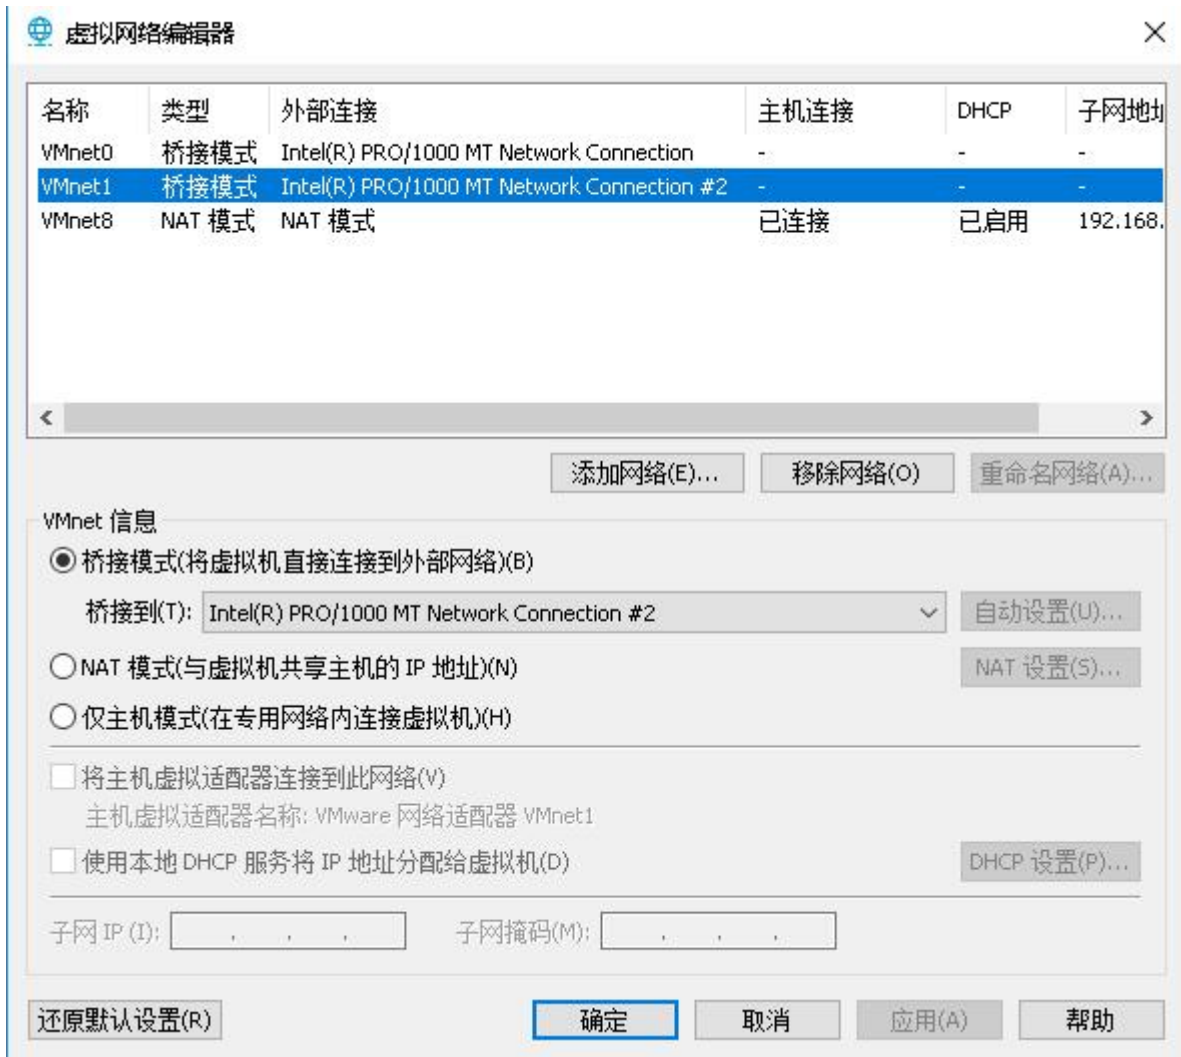 虚拟网络编辑器
名称 类型 外部连接 主机连接 DHCP 子网地址
VMnet0 桥接模式 Intel(R) PRO/1000 MT Network Connection - - -
VMnet1 桥接模式 Intel(R) PRO/1000 MT Network Connection #2 - - -
VMnet8 NAT 模式 NAT 模式 已连接 已启用 192.168.
添加网络(E)... 移除网络(O) 重命名网络(A)...
VMnet 信息
桥接模式(将虚拟机直接连接到外部网络)(B)
桥接到(T): Intel(R) PRO/1000 MT Network Connection #2 自动设置(U)...
NAT 模式(与虚拟机共享主机的 IP 地址)(N) NAT 设置(S)...
仅主机模式(在专用网络内连接虚拟机)(H)
将主机虚拟适配器连接到此网络(V)
主机虚拟适配器名称: VMware 网络适配器 VMnet1
使用本地 DHCP 服务将 IP 地址分配给虚拟机(D) DHCP 设置(P)...
子网 IP (I): . . . 子网掩码(M): . . .
还原默认设置(R) 确定 取消 应用(A) 帮助